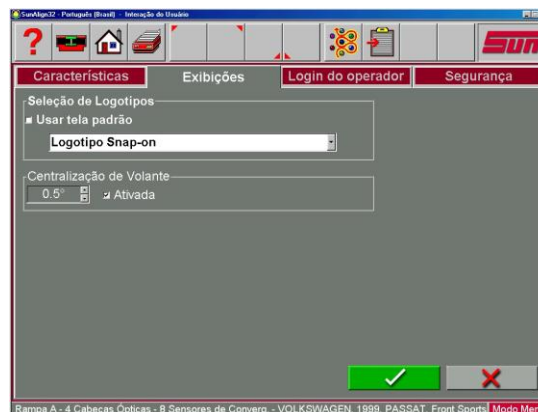 SunAlign32 - Português (Brasil) - Interação do Usuário
?
Sun
Características
Exibições
Login do operador
Segurança
Seleção de Logotipos
Usar tela padrão
Logotipo Snap-on
Centralização de Volante
0.5°
Ativada
Rampa A - 4 Cabeças Ópticas - 8 Sensores de Converg. - VOLKSWAGEN, 1999, PASSAT, Front Sports